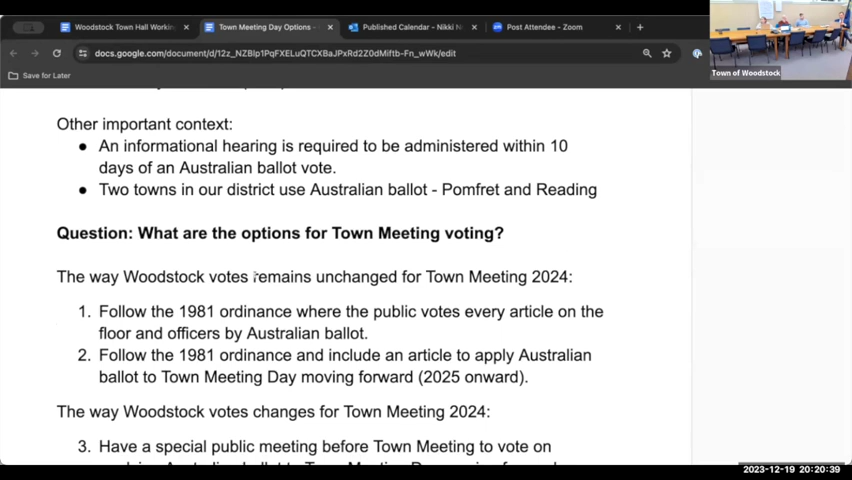 Woodstock Town Hall Workin
Town Meeting Day Options -
Published Calendar - Nikki N
Post Attendee - Zoom
docs.google.com/document/d/12z_NZBlp1PqFXELuQTCXBaJPxRd2Z0dMiftb-Fn_wWk/edit
Save for Later
Town of Woodstock
Other important context:
● An informational hearing is required to be administered within 10
days of an Australian ballot vote.
● Two towns in our district use Australian ballot - Pomfret and Reading
Question: What are the options for Town Meeting voting?
The way Woodstock votes remains unchanged for Town Meeting 2024:
1. Follow the 1981 ordinance where the public votes every article on the
floor and officers by Australian ballot.
2. Follow the 1981 ordinance and include an article to apply Australian
ballot to Town Meeting Day moving forward (2025 onward).
The way Woodstock votes changes for Town Meeting 2024:
3. Have a special public meeting before Town Meeting to vote on
2023-12-19 20:20:39